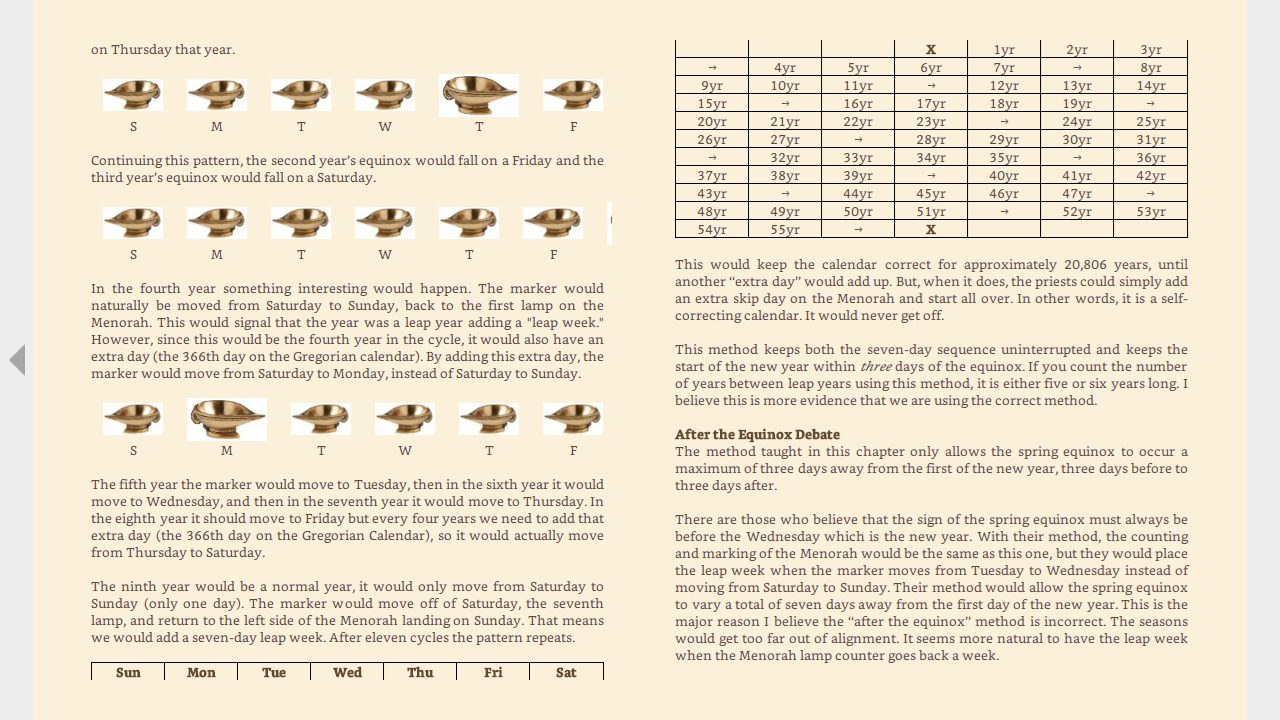 on Thursday that year.
S M T W T F
Continuing this pattern, the second year's equinox would fall on a Friday and the
third year's equinox would fall on a Saturday.
S M T W T F
In the fourth year something interesting would happen. The marker would
naturally be moved from Saturday to Sunday, back to the first lamp on the
Menorah. This would signal that the year was a leap year adding a "leap week."
However, since this would be the fourth year in the cycle, it would also have an
extra day (the 366th day on the Gregorian calendar). By adding this extra day, the
marker would move from Saturday to Monday, instead of Saturday to Sunday.
S M T W T F
The fifth year the marker would move to Tuesday, then in the sixth year it would
move to Wednesday, and then in the seventh year it would move to Thursday. In
the eighth year it should move to Friday but every four years we need to add that
extra day (the 366th day on the Gregorian Calendar), so it would actually move
from Thursday to Saturday.
The ninth year would be a normal year, it would only move from Saturday to
Sunday (only one day). The marker would move off of Saturday, the seventh
lamp, and return to the left side of the Menorah landing on Sunday. That means
we would add a seven-day leap week. After eleven cycles the pattern repeats.
Sun Mon Tue Wed Thu Fri Sat
X 1yr 2yr 3yr
→ 4yr 5yr 6yr 7yr → 8yr
9yr 10yr 11yr → 12yr 13yr 14yr
15yr → 16yr 17yr 18yr 19yr →
20yr 21yr 22yr 23yr → 24yr 25yr
26yr 27yr → 28yr 29yr 30yr 31yr
→ 32yr 33yr 34yr 35yr → 36yr
37yr 38yr 39yr → 40yr 41yr 42yr
43yr → 44yr 45yr 46yr 47yr →
48yr 49yr 50yr 51yr → 52yr 53yr
54yr 55yr → X
This would keep the calendar correct for approximately 20,806 years, until
another “extra day” would add up. But, when it does, the priests could simply add
an extra skip day on the Menorah and start all over. In other words, it is a self-
correcting calendar. It would never get off.
This method keeps both the seven-day sequence uninterrupted and keeps the
start of the new year within three days of the equinox. If you count the number
of years between leap years using this method, it is either five or six years long. I
believe this is more evidence that we are using the correct method.
After the Equinox Debate
The method taught in this chapter only allows the spring equinox to occur a
maximum of three days away from the first of the new year, three days before to
three days after.
There are those who believe that the sign of the spring equinox must always be
before the Wednesday which is the new year. With their method, the counting
and marking of the Menorah would be the same as this one, but they would place
the leap week when the marker moves from Tuesday to Wednesday instead of
moving from Saturday to Sunday. Their method would allow the spring equinox
to vary a total of seven days away from the first day of the new year. This is the
major reason I believe the “after the equinox” method is incorrect. The seasons
would get too far out of alignment. It seems more natural to have the leap week
when the Menorah lamp counter goes back a week.